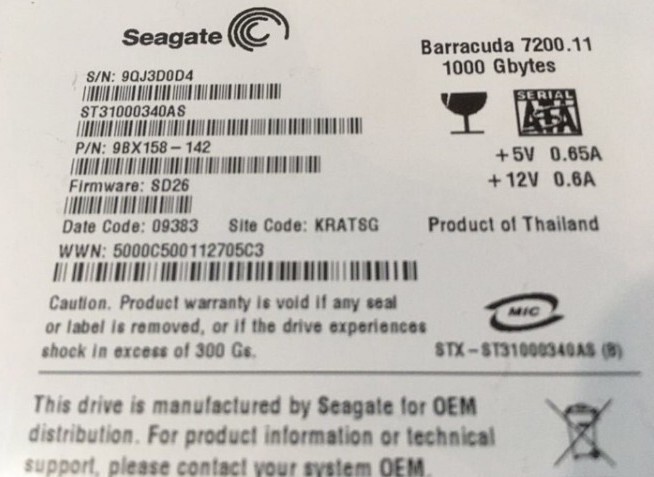 Seagate
Barracuda 7200.11
1000 Gbytes
S/N: 9QJ3D0D4
ST31000340AS
SERIAL
ATA
P/N: 9BX158-142
+5V 0.65A
+12V 0.6A
Firmware: SD26
Date Code: 09383 Site Code: KRATSG
Product of Thailand
WWN: 5000C500112705C3
Caution. Product warranty is void if any seal
or label is removed, or if the drive experiences
shock in excess of 300 Gs.
MIC
STX-ST31000340AS (B)
This drive is manufactured by Seagate for OEM
distribution. For product information or technical
support, please contact your system OEM.